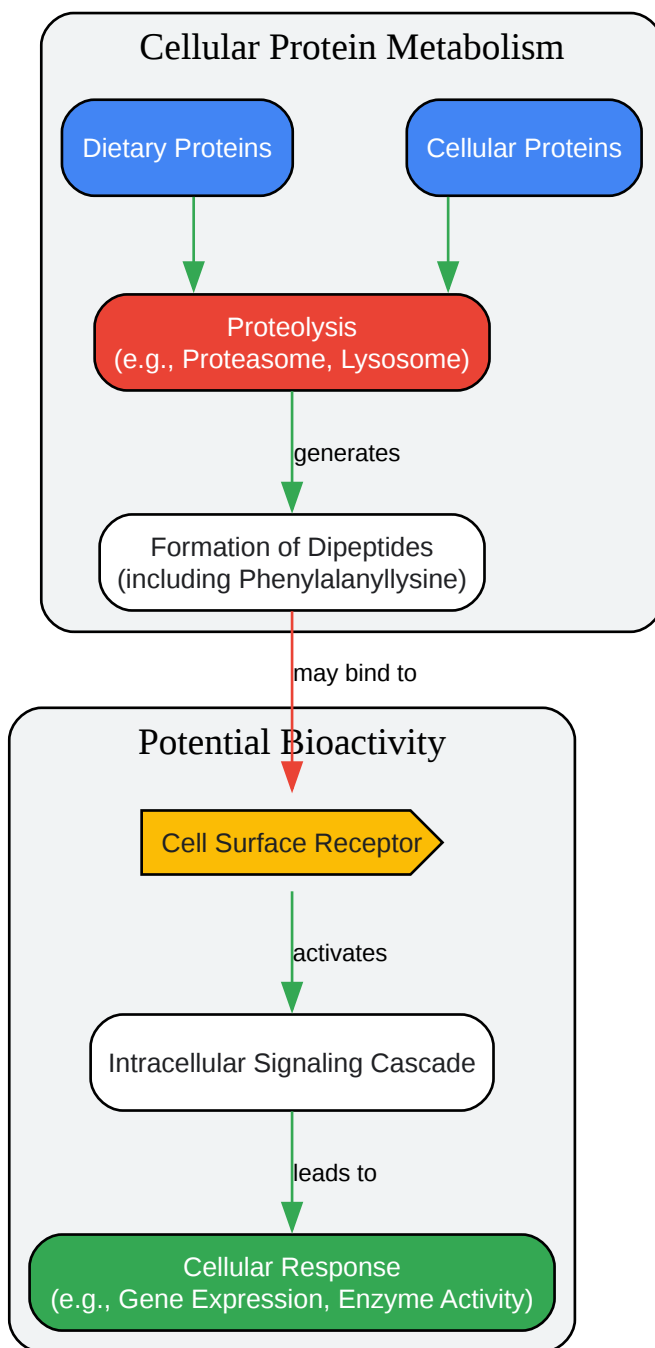 Cellular Protein Metabolism
Dietary Proteins
Cellular Proteins
Proteolysis
(e.g., Proteasome, Lysosome)
generates
Formation of Dipeptides
(including Phenylalanyllysine)
may bind to
Potential Bioactivity
Cell Surface Receptor
activates
Intracellular Signaling Cascade
leads to
Cellular Response
(e.g., Gene Expression, Enzyme Activity)